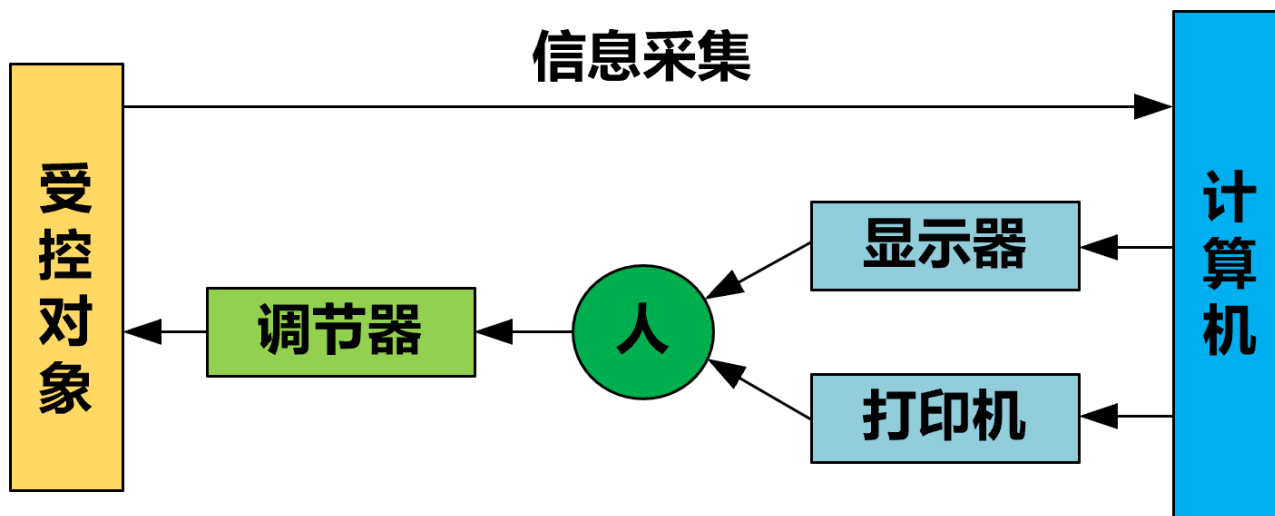 信息采集
受控对象
调节器
人
显示器
打印机
计算机